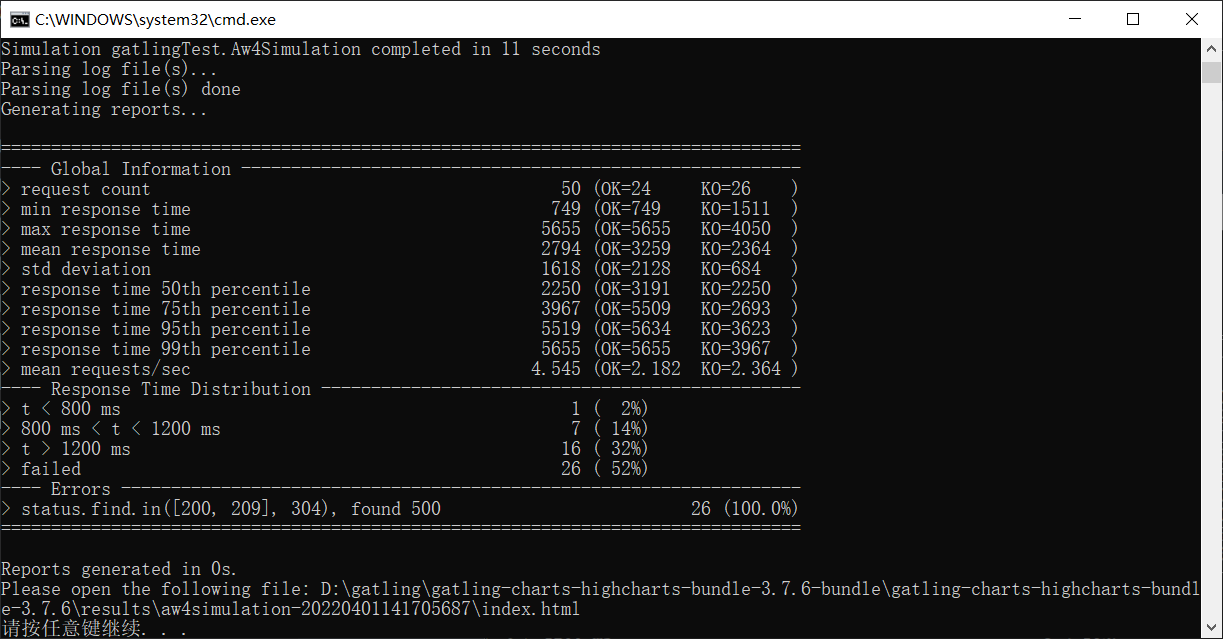 C:\WINDOWS\system32\cmd.exe
Simulation gatlingTest.Aw4Simulation completed in 11 seconds
Parsing log file(s)...
Parsing log file(s) done
Generating reports...
================================================================================
---- Global Information --------------------------------------------------------
> request count                                         50 (OK=24     KO=26    )
> min response time                                    749 (OK=749    KO=1511  )
> max response time                                   5655 (OK=5655   KO=4050  )
> mean response time                                  2794 (OK=3259   KO=2364  )
> std deviation                                       1618 (OK=2128   KO=684   )
> response time 50th percentile                       2250 (OK=3191   KO=2250  )
> response time 75th percentile                       3967 (OK=5509   KO=2693  )
> response time 95th percentile                       5519 (OK=5634   KO=3623  )
> response time 99th percentile                       5655 (OK=5655   KO=3967  )
> mean requests/sec                                  4.545 (OK=2.182  KO=2.364 )
---- Response Time Distribution ------------------------------------------------
> t < 800 ms                                             1 (  2%)
> 800 ms < t < 1200 ms                                   7 ( 14%)
> t > 1200 ms                                           16 ( 32%)
> failed                                                26 ( 52%)
---- Errors --------------------------------------------------------------------
> status.find.in([200, 209], 304), found 500                         26 (100.0%)
================================================================================
Reports generated in 0s.
Please open the following file: D:\gatling\gatling-charts-highcharts-bundle-3.7.6-bundle\gatling-charts-highcharts-bundl
e-3.7.6\results\aw4simulation-20220401141705687\index.html
请按任意键继续. . .